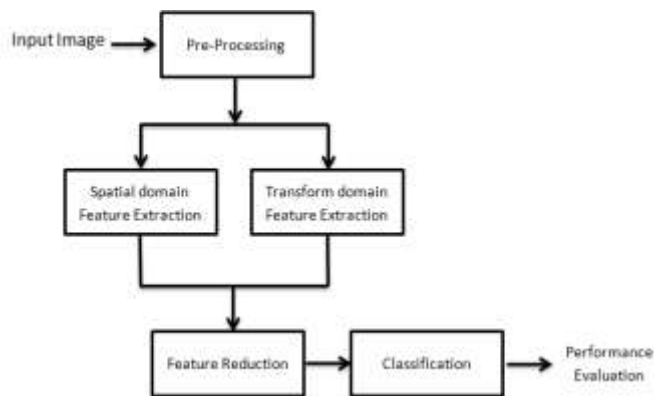 Input Image
Pre-Processing
Spatial domain
Feature Extraction
Transform domain
Feature Extraction
Feature Reduction
Classification
Performance
Evaluation